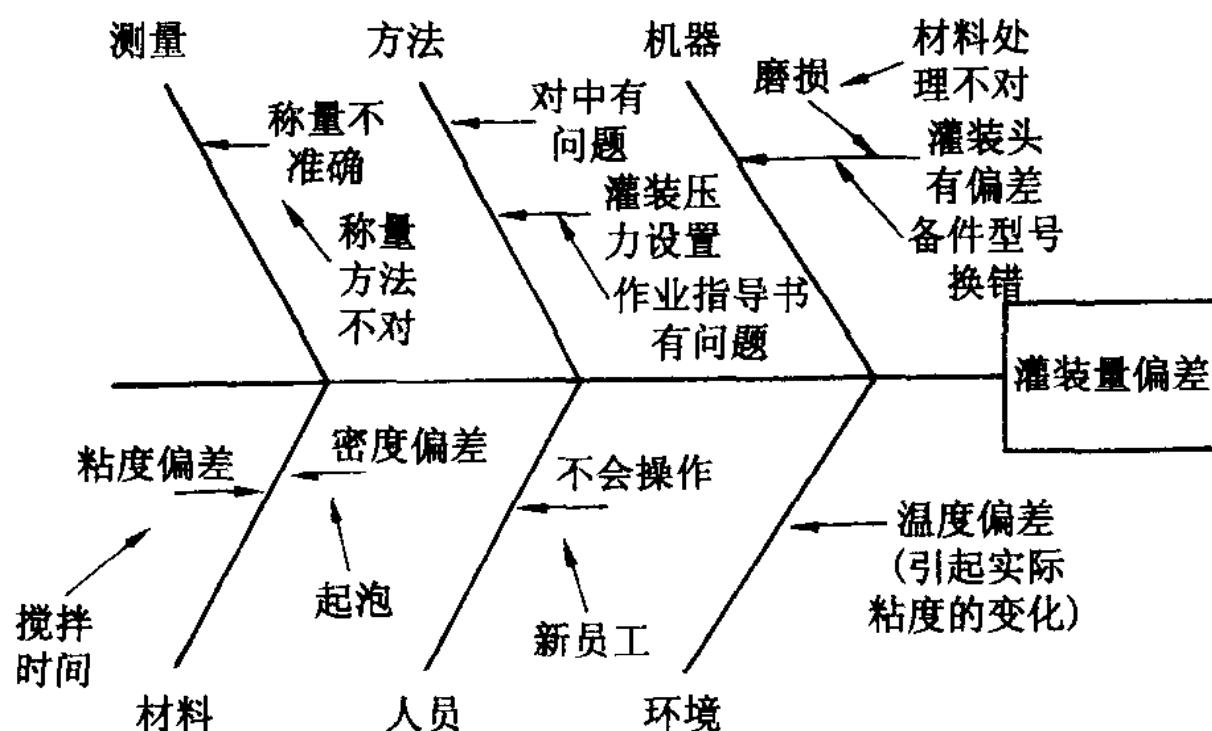 测量
方法
机器
材料处
理不对
磨损
称量不
准确
对中有
问题
灌装头
有偏差
称量
方法
不对
灌装压
力设置
备件型号
换错
作业指导书
有问题
灌装量偏差
粘度偏差
密度偏差
不会操作
温度偏差
(引起实际
粘度的变化)
搅拌
时间
起泡
新员工
材料
人员
环境